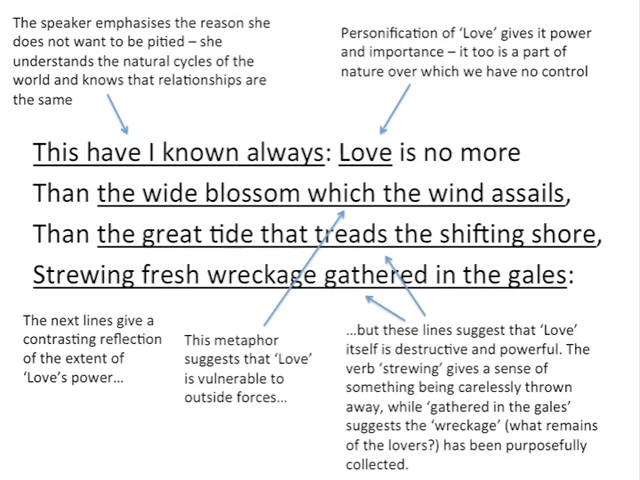 The speaker emphasises the reason she
does not want to be pitied – she
understands the natural cycles of the
world and knows that relationships are
the same
Personification of ‘Love’ gives it power
and importance – it too is a part of
nature over which we have no control
This have I known always: Love is no more
Than the wide blossom which the wind assails,
Than the great tide that treads the shifting shore,
Strewing fresh wreckage gathered in the gales:
The next lines give a
contrasting reflection
of the extent of
‘Love’s power...
This metaphor
suggests that ‘Love’
is vulnerable to
outside forces...
...but these lines suggest that ‘Love’
itself is destructive and powerful. The
verb ‘strewing’ gives a sense of
something being carelessly thrown
away, while ‘gathered in the gales’
suggests the ‘wreckage’ (what remains
of the lovers?) has been purposefully
collected.